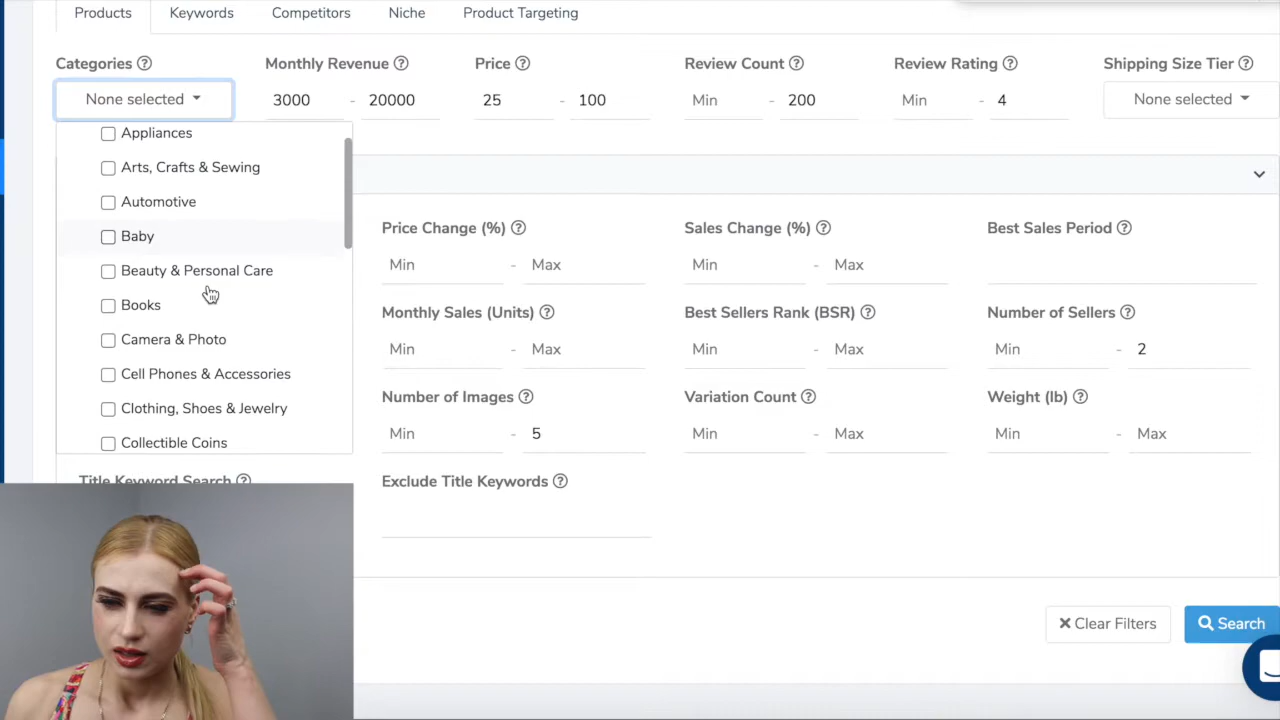 Products Keywords Competitors Niche Product Targeting
Categories Monthly Revenue Price Review Count Review Rating Shipping Size Tier
None selected 3000 - 20000 25 - 100 Min - 200 Min - 4 None selected
Appliances
Arts, Crafts & Sewing
Automotive
Baby
Beauty & Personal Care
Books
Camera & Photo
Cell Phones & Accessories
Clothing, Shoes & Jewelry
Collectible Coins
Price Change (%) Sales Change (%) Best Sales Period
Min - Max Min - Max
Monthly Sales (Units) Best Sellers Rank (BSR) Number of Sellers
Min - Max Min - Max Min - 2
Number of Images Variation Count Weight (lb)
Min - 5 Min - Max Min - Max
Title Keyword Search Exclude Title Keywords
Clear Filters Search